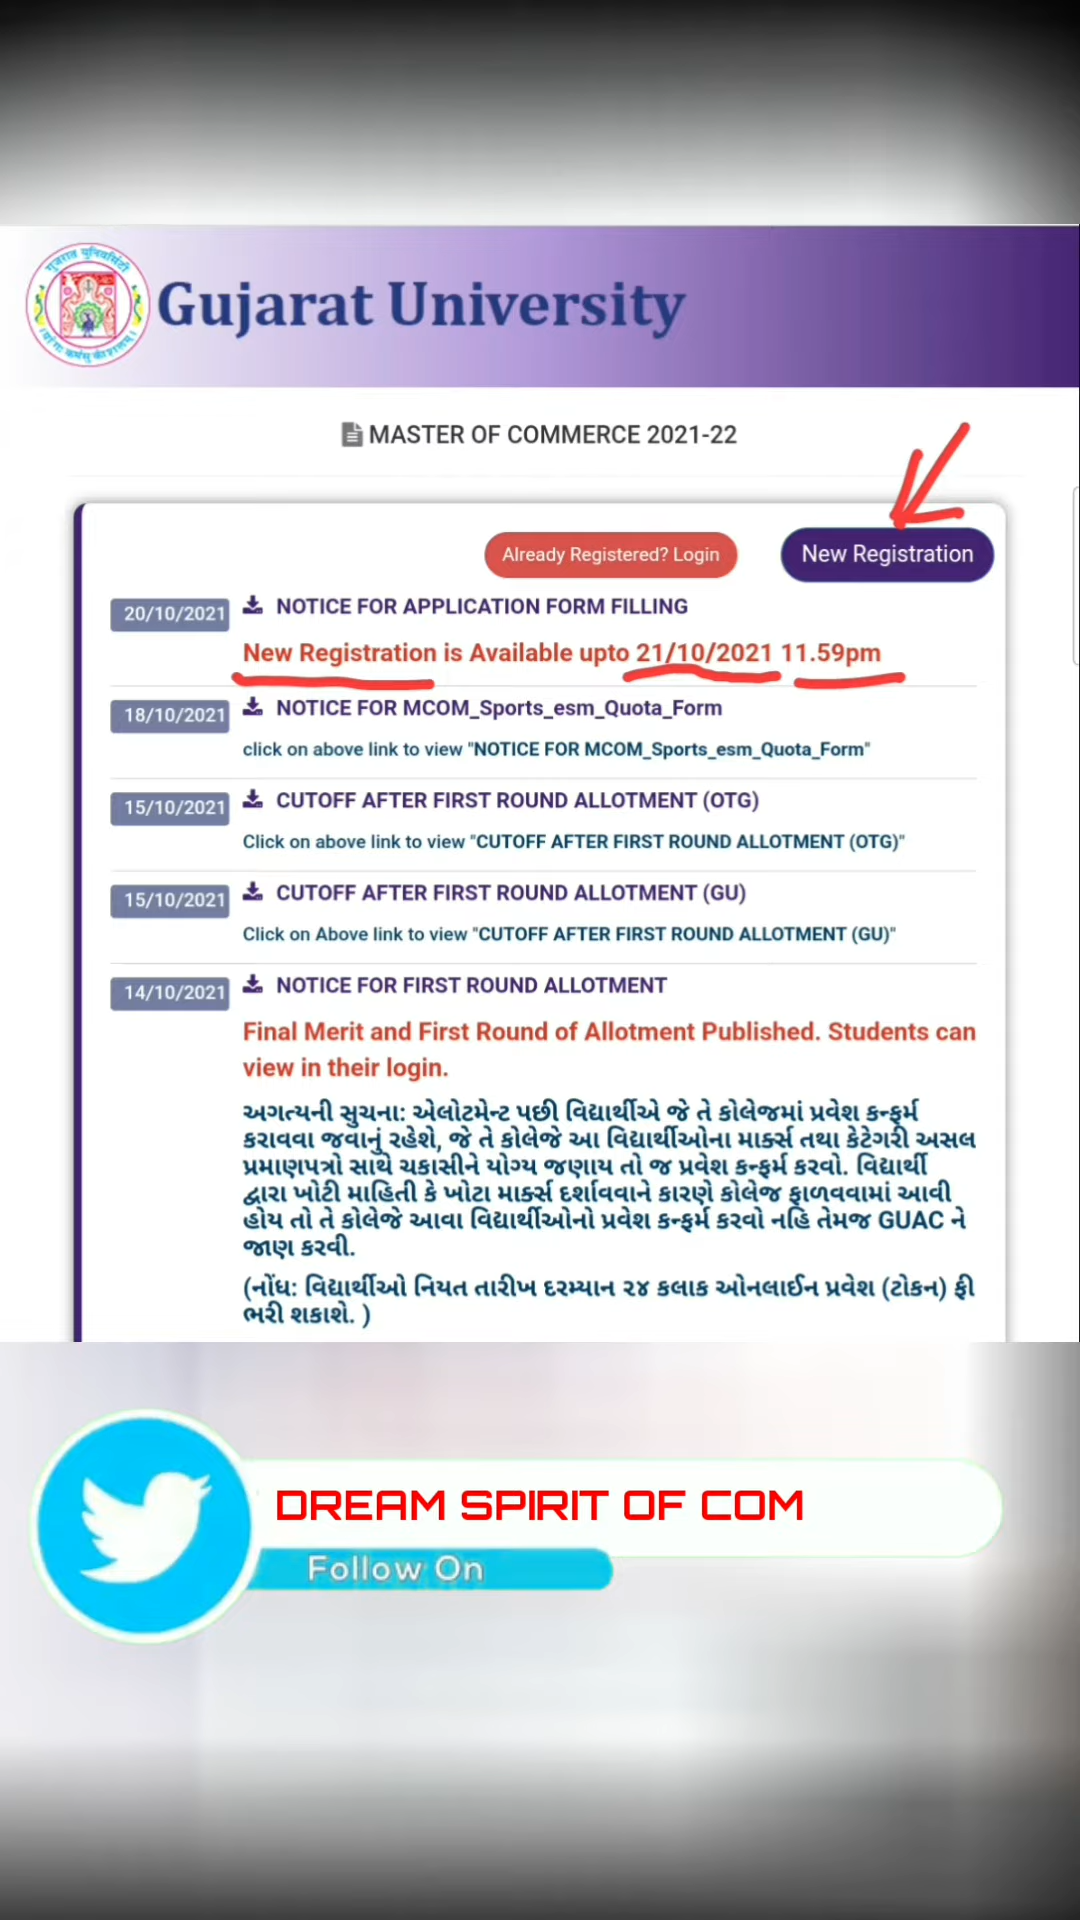 गुजरात युनिवर्सिटी
Gujarat University
MASTER OF COMMERCE 2021-22
Already Registered? Login
New Registration
20/10/2021 NOTICE FOR APPLICATION FORM FILLING
New Registration is Available upto 21/10/2021 11.59pm
18/10/2021 NOTICE FOR MCOM_Sports_esm_Quota_Form
click on above link to view "NOTICE FOR MCOM_Sports_esm_Quota_Form"
15/10/2021 CUTOFF AFTER FIRST ROUND ALLOTMENT (OTG)
Click on above link to view "CUTOFF AFTER FIRST ROUND ALLOTMENT (OTG)"
15/10/2021 CUTOFF AFTER FIRST ROUND ALLOTMENT (GU)
Click on Above link to view "CUTOFF AFTER FIRST ROUND ALLOTMENT (GU)"
14/10/2021 NOTICE FOR FIRST ROUND ALLOTMENT
Final Merit and First Round of Allotment Published. Students can
view in their login.
અગત્યની સુચના: એલોટમેન્ટ પછી વિદ્યાર્થીએ જે તે કોલેજમાં પ્રવેશ કન્ફર્મ
કરાવવા જવાનું રહેશે, જે તે કોલેજે આ વિદ્યાર્થીઓના માર્ક્સ તથા કેટેગરી અસલ
પ્રમાણપત્રો સાથે ચકાસીને યોગ્ય જણાય તો જ પ્રવેશ કન્ફર્મ કરવો. વિદ્યાર્થી
દ્વારા ખોટી માહિતી કે ખોટા માર્ક્સ દર્શાવવાને કારણે કોલેજ ફાળવવામાં આવી
હોય તો તે કોલેજે આવા વિદ્યાર્થીઓનો પ્રવેશ કન્ફર્મ કરવો નહિ તેમજ GUAC ને
જાણ કરવી.
(નોંધ: વિદ્યાર્થીઓ નિયત તારીખ દરમ્યાન ૨૪ કલાક ઓનલાઈન પ્રવેશ (ટોકન) ફી
ભરી શકાશે. )
DREAM SPIRIT OF COM
Follow On